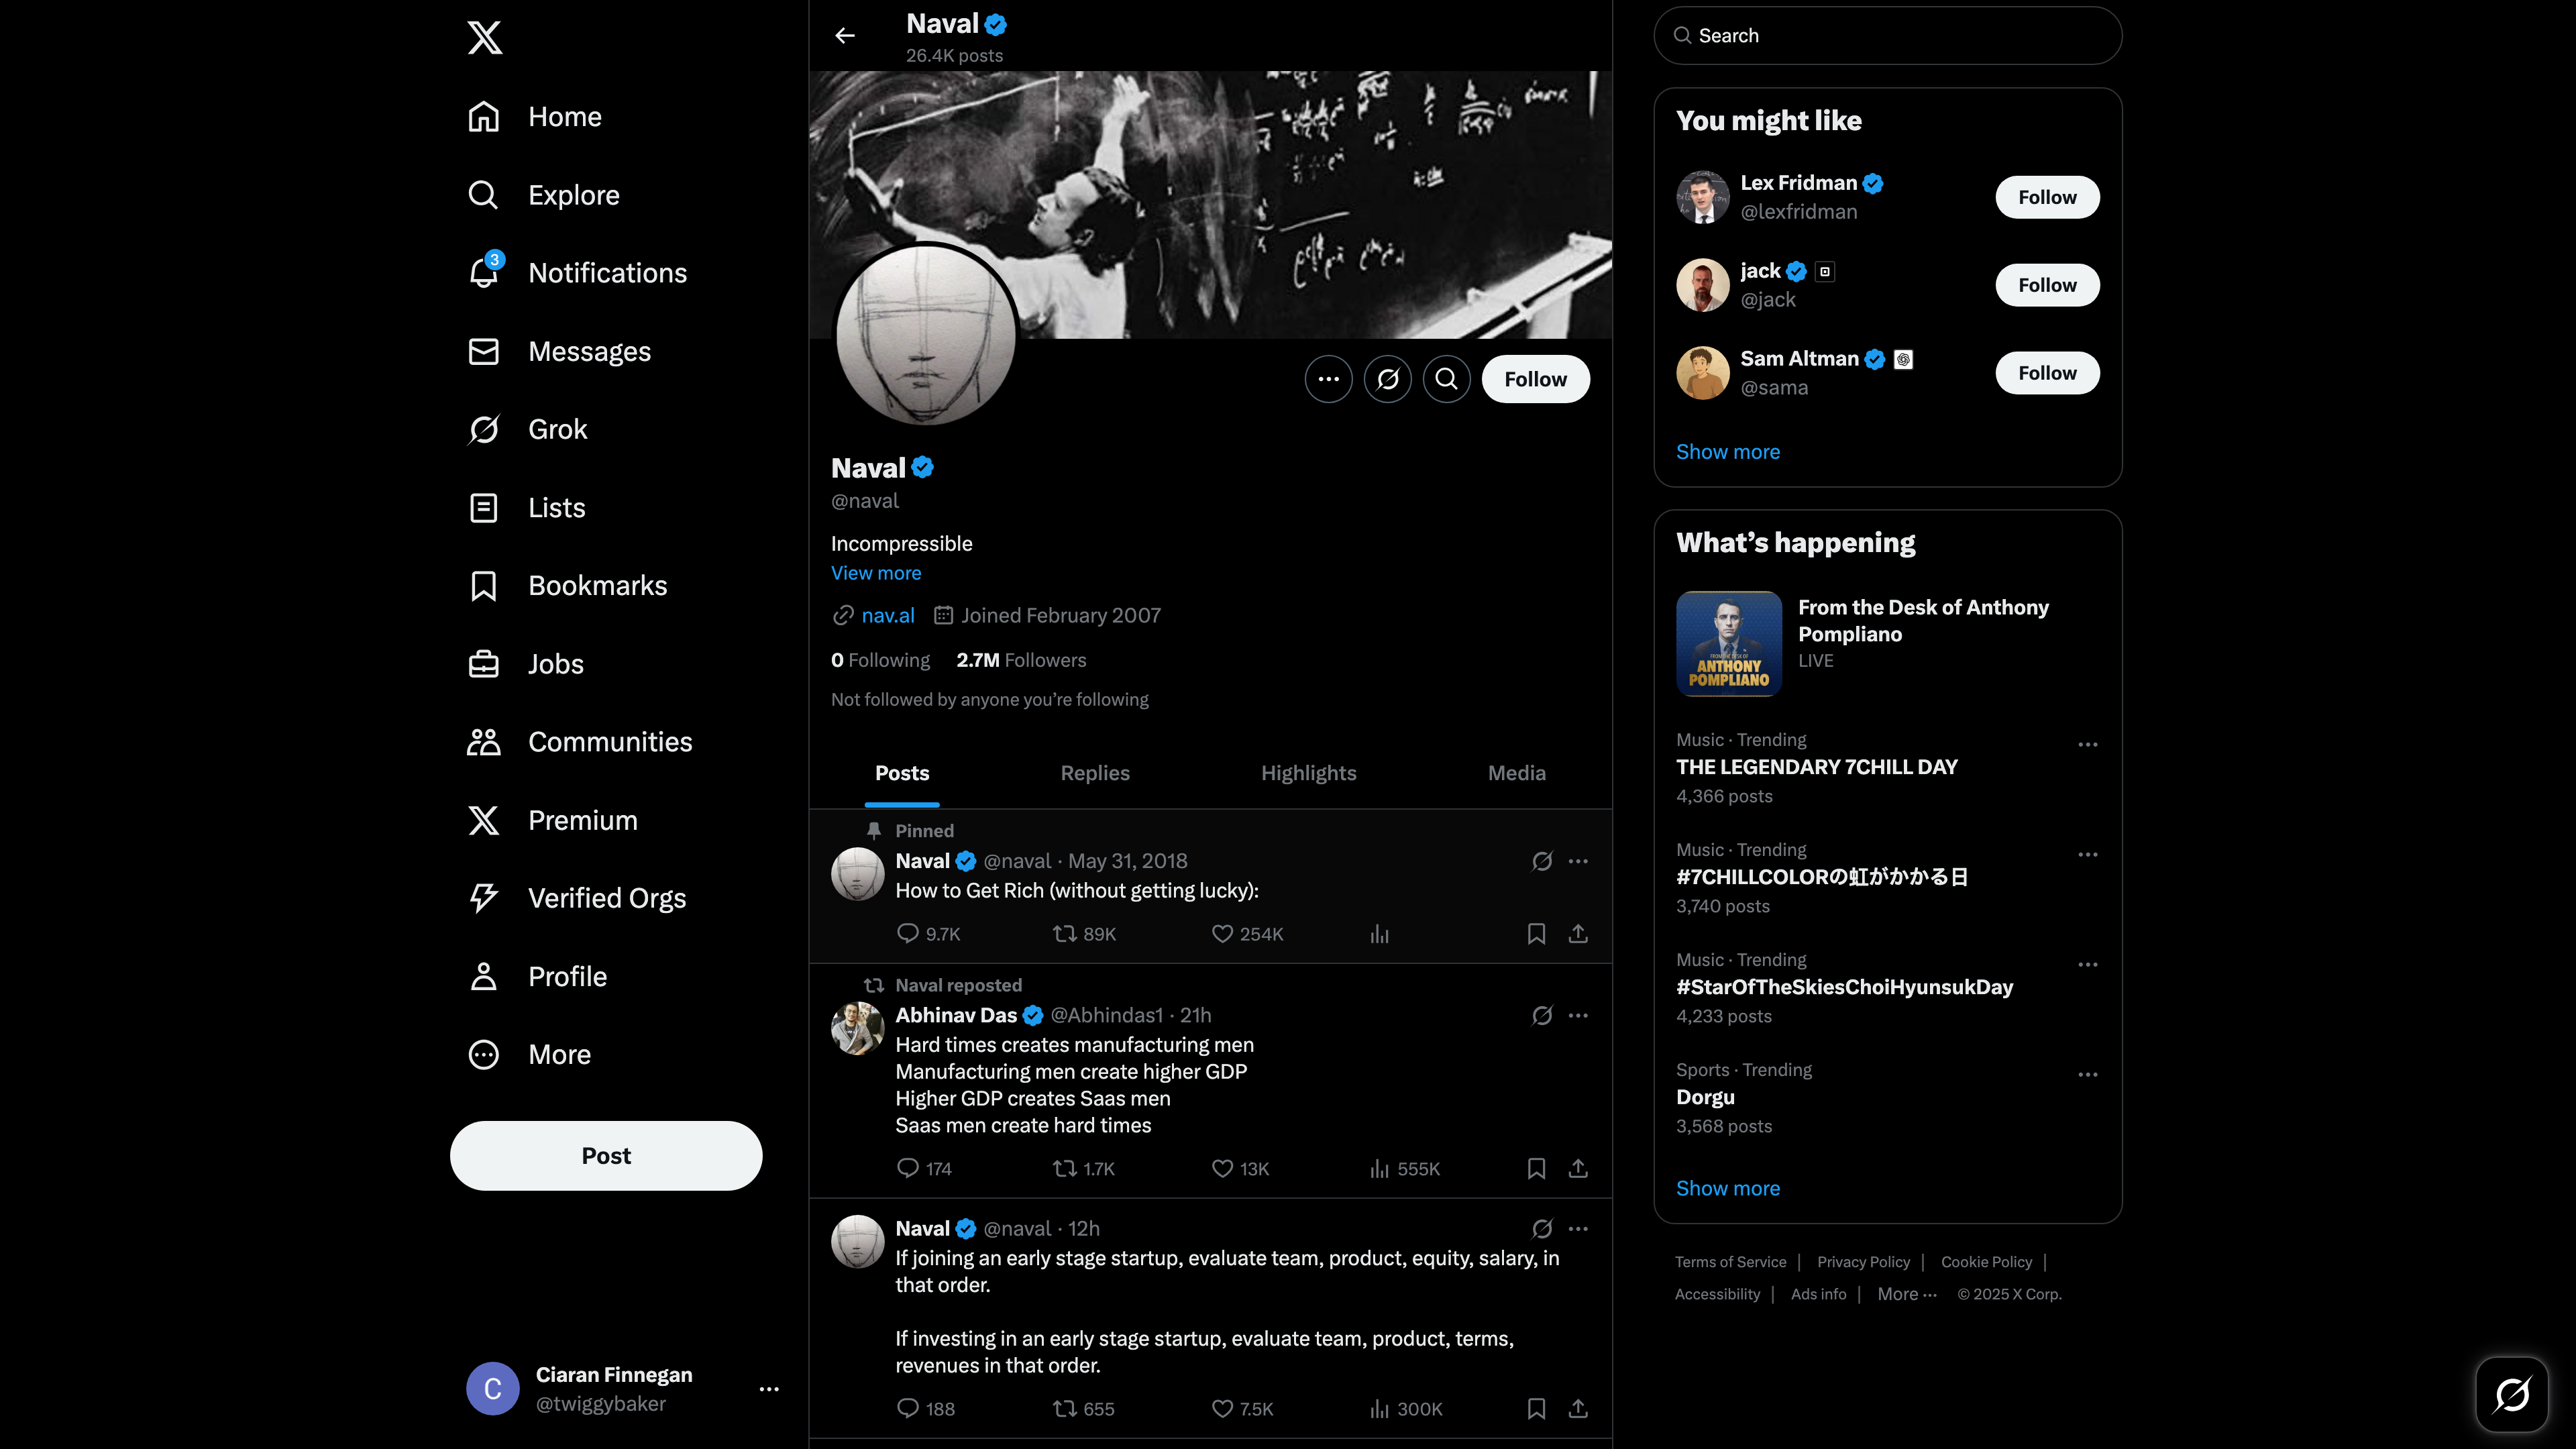 Home
Explore
3
Notifications
Messages
Grok
Lists
Bookmarks
Jobs
Communities
Premium
Verified Orgs
Profile
More
Post
C
Ciaran Finnegan
@twiggybaker
Naval
26.4K posts
Follow
Naval
@naval
Incompressible
View more
nav.al Joined February 2007
0 Following 2.7M Followers
Not followed by anyone you’re following
Posts Replies Highlights Media
Pinned
Naval @naval · May 31, 2018
How to Get Rich (without getting lucky):
9.7K 89K 254K
Naval reposted
Abhinav Das @Abhindas1 · 21h
Hard times creates manufacturing men
Manufacturing men create higher GDP
Higher GDP creates Saas men
Saas men create hard times
174 1.7K 13K 555K
Naval @naval · 12h
If joining an early stage startup, evaluate team, product, equity, salary, in
that order.
If investing in an early stage startup, evaluate team, product, terms,
revenues in that order.
188 655 7.5K 300K
Search
You might like
Lex Fridman
@lexfridman
Follow
jack
@jack
Follow
Sam Altman
@sama
Follow
Show more
What’s happening
ANTHONY
POMPLIANO
From the Desk of Anthony
Pompliano
LIVE
Music · Trending
THE LEGENDARY 7CHILL DAY
4,366 posts
Music · Trending
#7CHILLCOLORの虹がかかる日
3,740 posts
Music · Trending
#StarOfTheSkiesChoiHyunsukDay
4,233 posts
Sports · Trending
Dorgu
3,568 posts
Show more
Terms of Service | Privacy Policy | Cookie Policy |
Accessibility | Ads info | More ··· © 2025 X Corp.